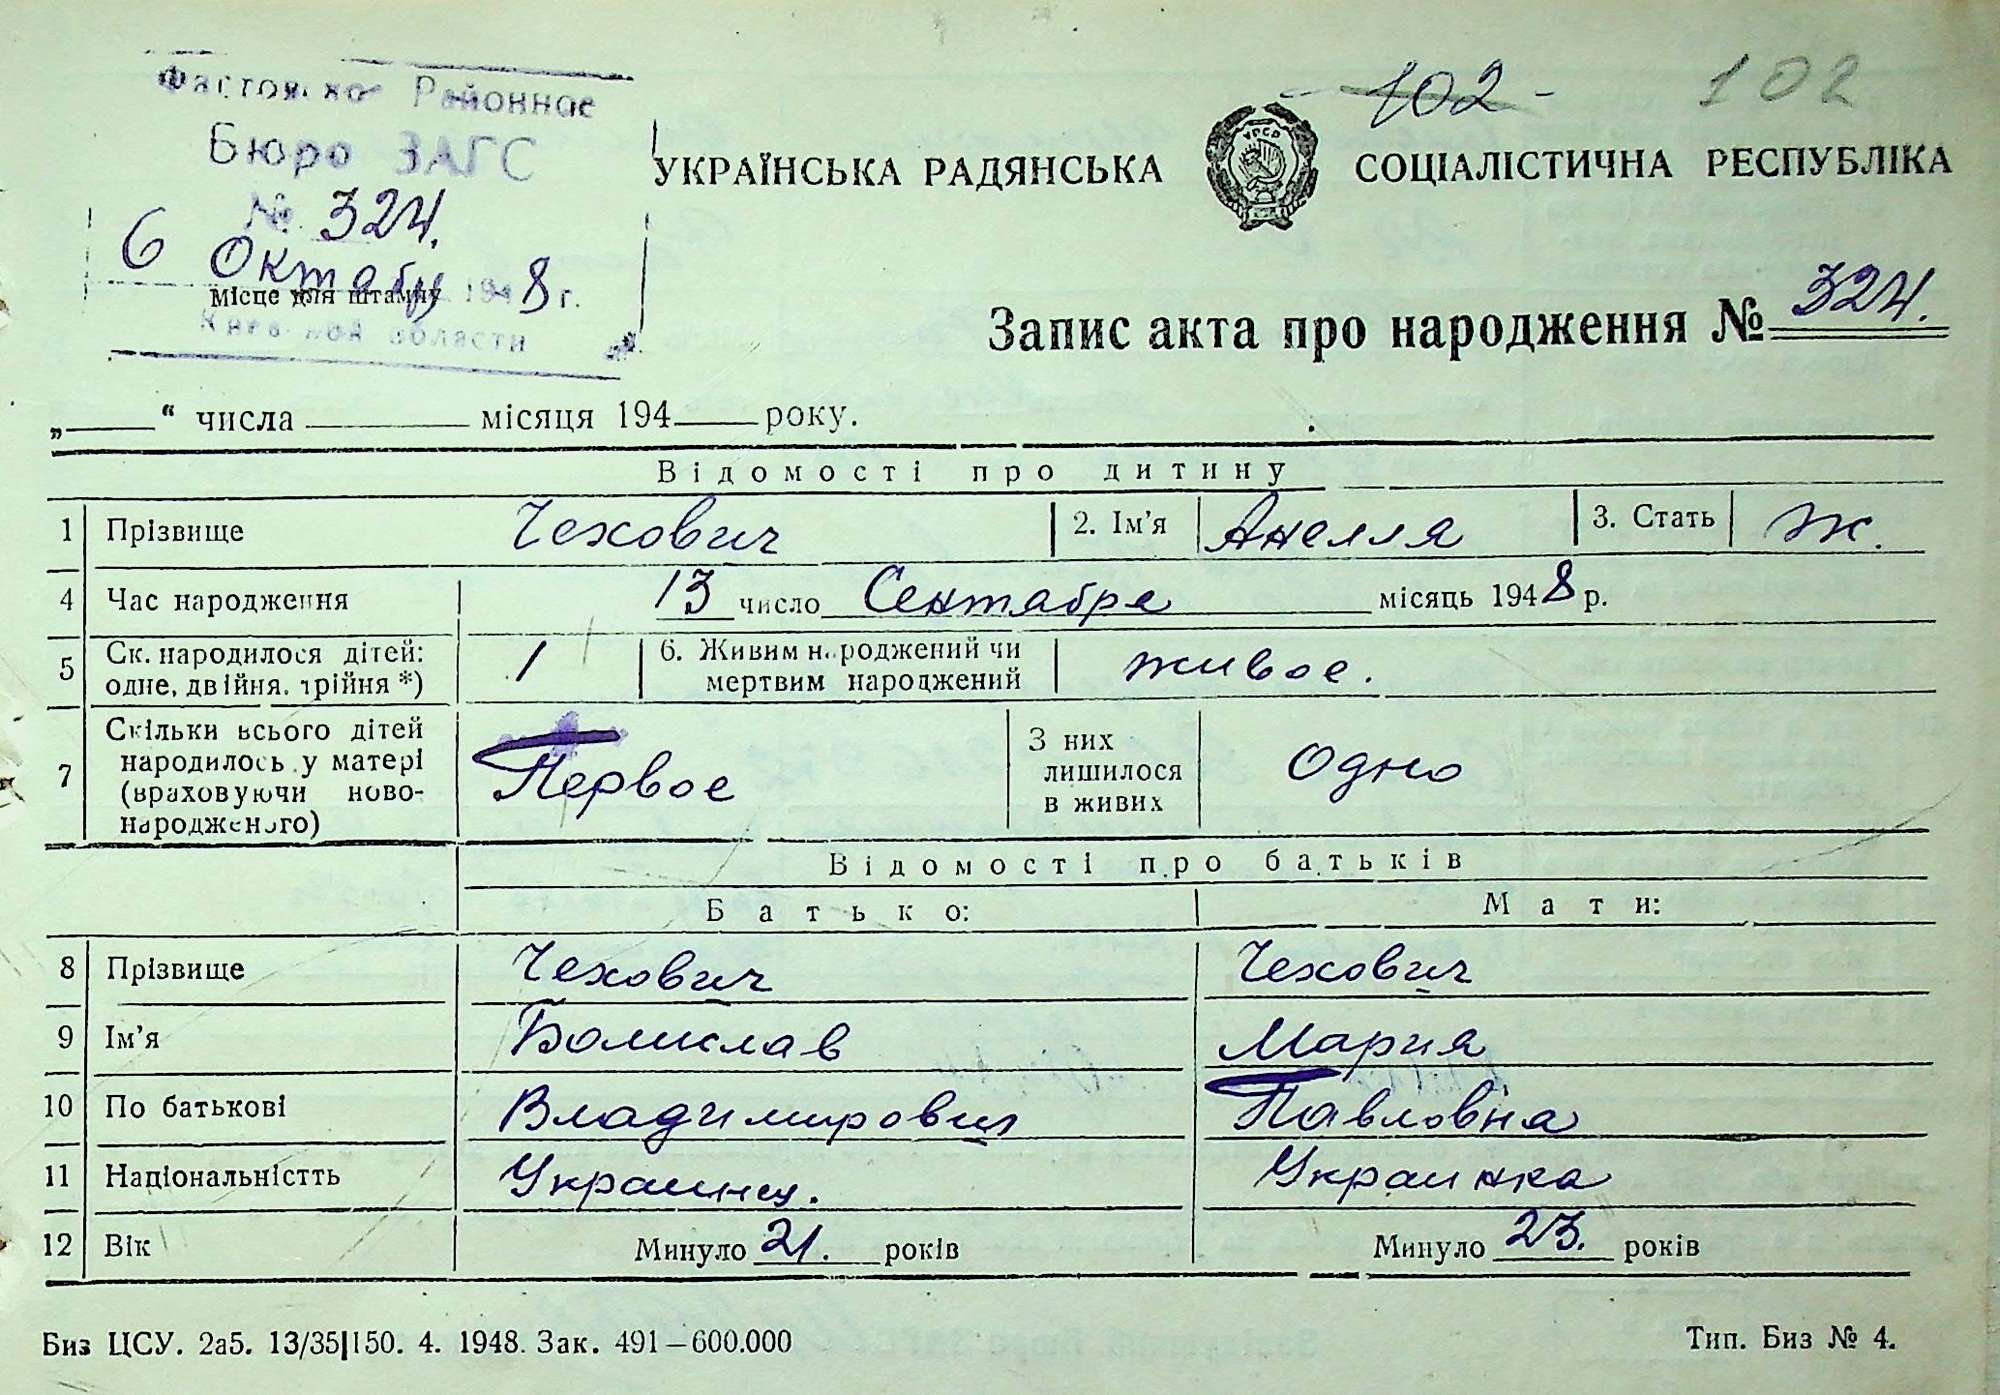 -102- 102
Фастовское Районное
Бюро ЗАГС
№ 324.
6 Октабру 1948 г.
Місце для штампу
Киевской области
УКРАЇНСЬКА РАДЯНСЬКА СОЦІАЛІСТИЧНА РЕСПУБЛІКА
УРСР
Запис акта про народження № 324.
„ “ числа місяця 194 року.
Відомості про дитину
1 Прізвище Чехович 2. Ім’я Анелля 3. Стать Ж.
4 Час народження 13 число Сентабре місяць 1948 р.
5 Ск. народилося дітей: одне, двійня, трійня *) 1 6. Живим народжений чи мертвим народжений живое.
7 Скільки всього дітей народилось у матері (враховуючи новонародженого) Первое З них лишилося в живих Одно
Відомості про батьків
Батько: Мати:
8 Прізвище Чехович Чехович
9 Ім’я Болислав Мария
10 По батькові Владимирович Павловна
11 Національністть Украинец. Украинка
12 Вік Минуло 21. років Минуло 23. років
Биз ЦСУ. 2а5. 13/35|150. 4. 1948. Зак. 491—600.000 Тип. Биз № 4.